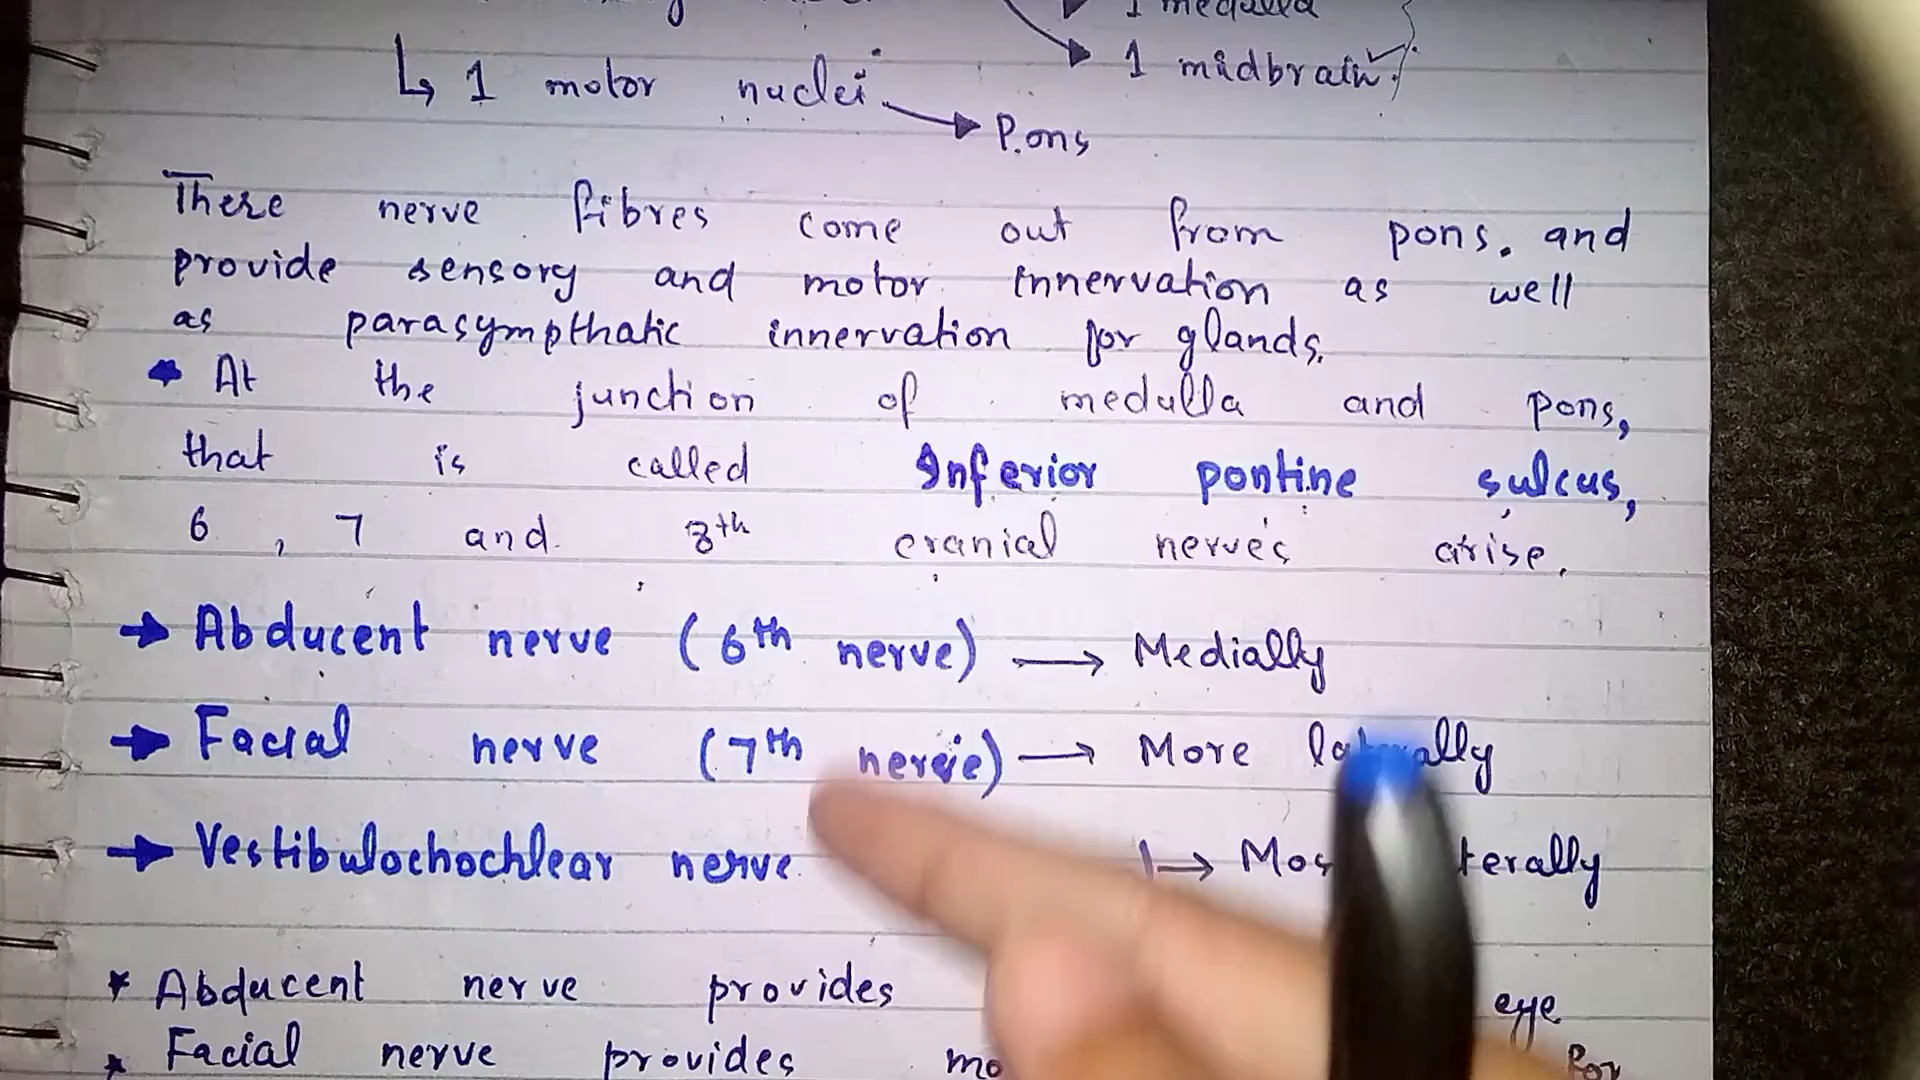 1 medulla
1 midbrain.
1 motor nuclei
Pons
There nerve fibres come out from pons. and
provide sensory and motor innervation as well
as parasympthatic innervation for glands.
At the junction of medulla and pons,
that is called Inferior pontine sulcus,
6, 7 and 8th cranial nerves arise.
Abducent nerve (6th nerve) → Medially
Facial nerve (7th nerve) → More laterally
Vestibulochochlear nerve → 
* Abducent nerve provides eye
* Facial nerve provides for